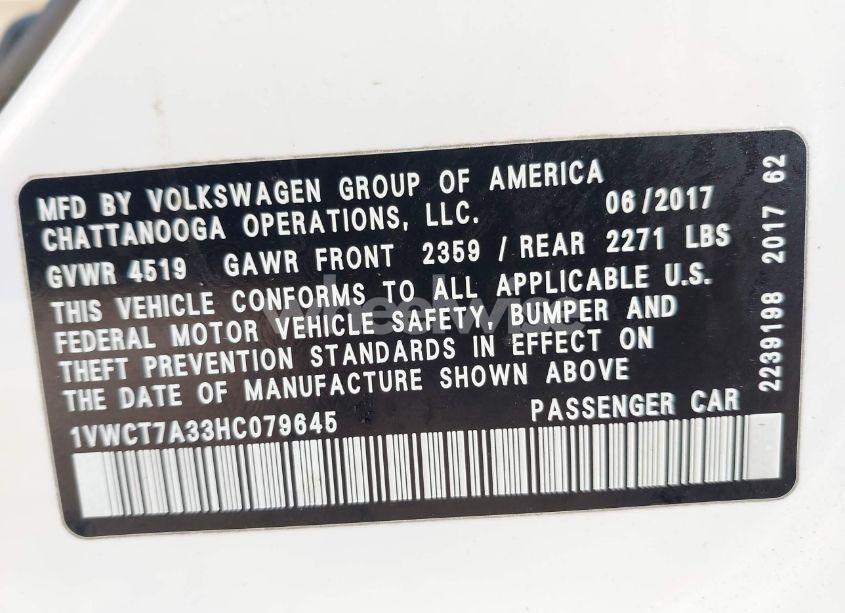 MFD BY VOLKSWAGEN GROUP OF AMERICA
CHATTANOOGA OPERATIONS, LLC. 06/2017
GVWR 4519 GAWR FRONT 2359 / REAR 2271 LBS
THIS VEHICLE CONFORMS TO ALL APPLICABLE U.S.
FEDERAL MOTOR VEHICLE SAFETY, BUMPER AND
THEFT PREVENTION STANDARDS IN EFFECT ON
THE DATE OF MANUFACTURE SHOWN ABOVE
1VWCT7A33HC079645 PASSENGER CAR
2239198 2017 62